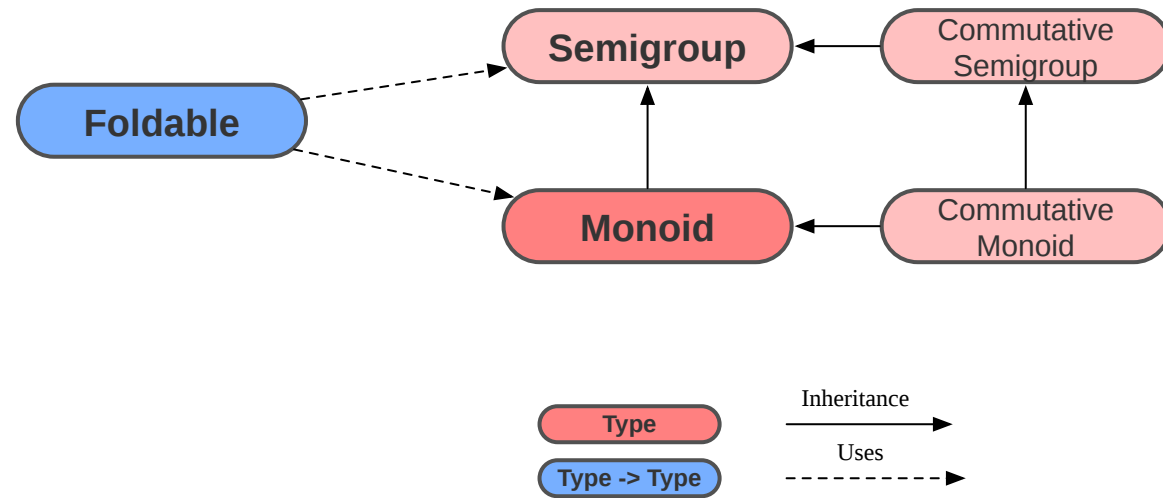 Semigroup
Commutative
Semigroup
Foldable
Monoid
Commutative
Monoid
Type
Inheritance
Type -> Type
Uses